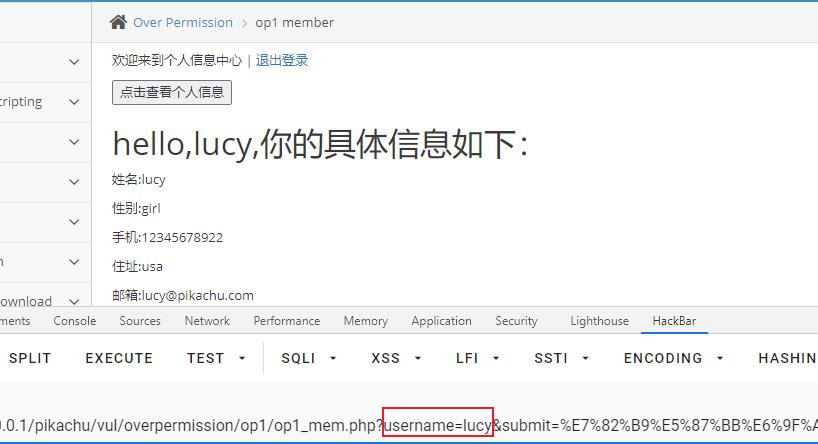 Over Permission > op1 member
欢迎来到个人信息中心 | 退出登录
cripting
点击查看个人信息
hello,lucy,你的具体信息如下：
姓名:lucy
性别:girl
手机:12345678922
住址:usa
n
邮箱:lucy@pikachu.com
ownload
ments Console Sources Network Performance Memory Application Security Lighthouse HackBar
SPLIT EXECUTE TEST SQLI XSS LFI SSTI ENCODING HASHIN
0.0.1/pikachu/vul/overpermission/op1/op1_mem.php?username=lucy&submit=%E7%82%B9%E5%87%BB%E6%9F%A